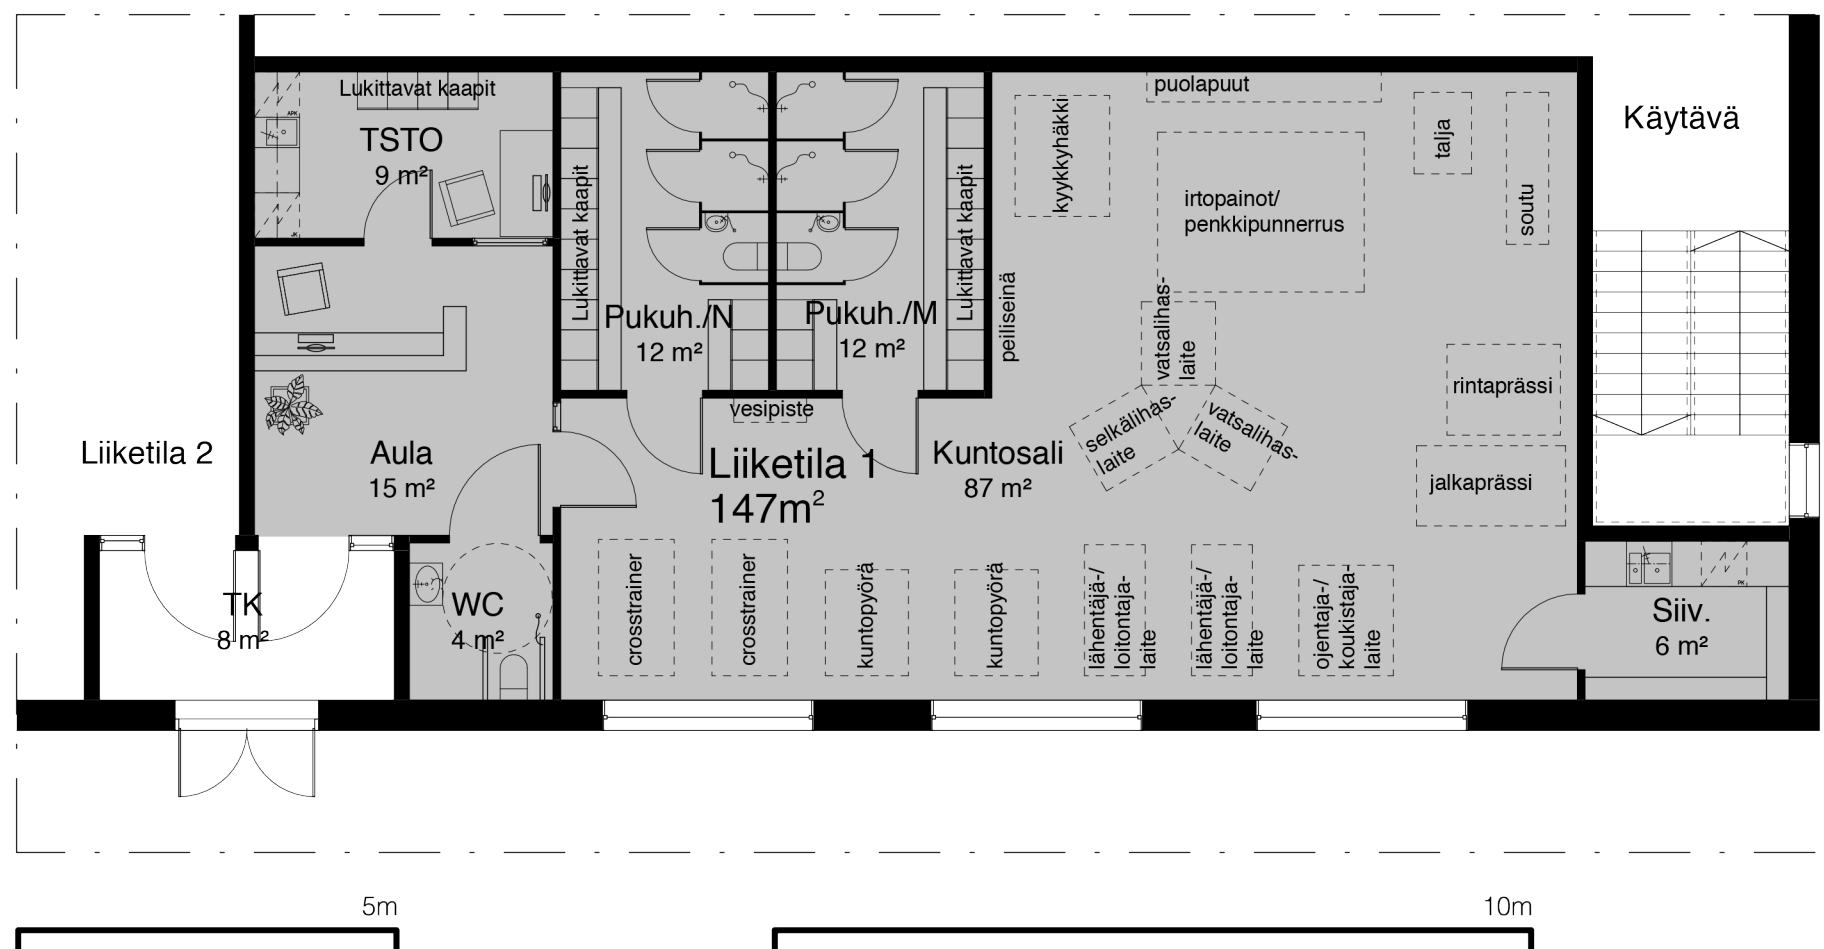 Lukittavat kaapit
TSTO
9 m²
Lukittavat kaapit
Pukuh./N
12 m²
Pukuh./M
12 m²
Lukittavat kaapit
peiliseinä
kyykkyhäkki
puolapuut
irtopainot/
penkkipunnerrus
talja
soutu
Käytävä
vatsalihas-
laite
selkälihas-
laite
vatsalihas-
laite
rintaprässi
jalkaprässi
vesipiste
Liiketila 2
Aula
15 m²
Liiketila 1
147m²
Kuntosali
87 m²
TK
8 m²
WC
4 m²
crosstrainer
crosstrainer
kuntopyörä
kuntopyörä
lähentäjä-/
loitontaja-
laite
lähentäjä-/
loitontaja-
laite
ojentaja-/
koukistaja-
laite
Siiv.
6 m²
APK
JK
PK
5m
10m